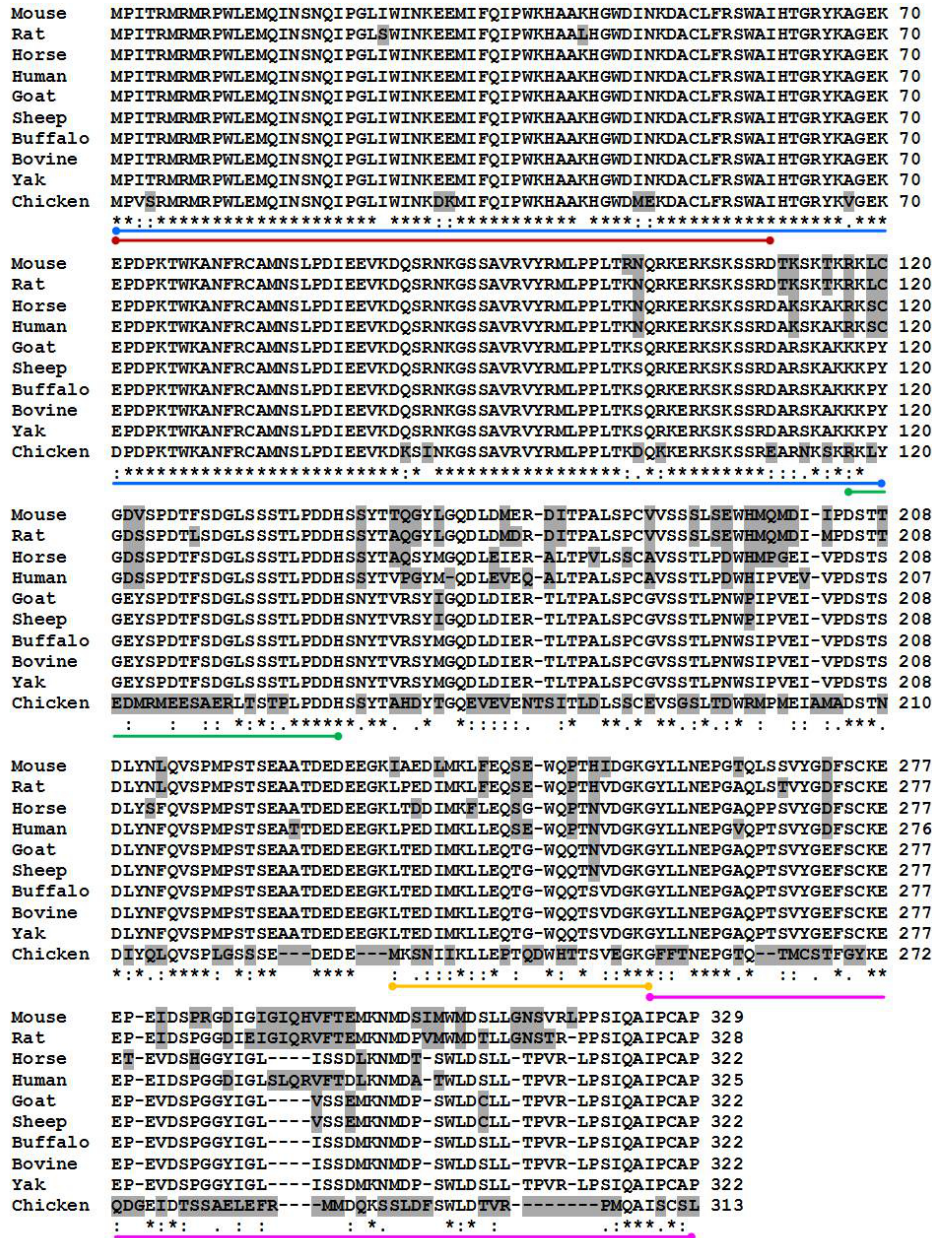 Mouse MPITRMRMRPWLEMQINSNQIPGLIWINKEEMIFQIPWKHAAKHGWDINKDACLFRSWAIHTGRYKAGEK 70
Rat MPITRMRMRPWLEMQINSNQIPGLSWINKEEMIFQIPWKHAALHGWDINKDACLFRSWAIHTGRYKAGEK 70
Horse MPITRMRMRPWLEMQINSNQIPGLIWINKEEMIFQIPWKHAAKHGWDINKDACLFRSWAIHTGRYKAGEK 70
Human MPITRMRMRPWLEMQINSNQIPGLIWINKEEMIFQIPWKHAAKHGWDINKDACLFRSWAIHTGRYKAGEK 70
Goat MPITRMRMRPWLEMQINSNQIPGLIWINKEEMIFQIPWKHAAKHGWDINKDACLFRSWAIHTGRYKAGEK 70
Sheep MPITRMRMRPWLEMQINSNQIPGLIWINKEEMIFQIPWKHAAKHGWDINKDACLFRSWAIHTGRYKAGEK 70
Buffalo MPITRMRMRPWLEMQINSNQIPGLIWINKEEMIFQIPWKHAAKHGWDINKDACLFRSWAIHTGRYKAGEK 70
Bovine MPITRMRMRPWLEMQINSNQIPGLIWINKEEMIFQIPWKHAAKHGWDINKDACLFRSWAIHTGRYKAGEK 70
Yak MPITRMRMRPWLEMQINSNQIPGLIWINKEEMIFQIPWKHAAKHGWDINKDACLFRSWAIHTGRYKAGEK 70
Chicken MPVSRMRMRPWLEMQINSNQIPGLIWINKDKMIFQIPWKHAAKHGWDMEKDACLFRSWAIHTGRYKVGEK 70
**::******************** ****::*********** ****::*****************.***
Mouse EPDPKTWKANFRCAMNSLPDIEEVKDQSRNKGSSAVRVYRMLPPLTRNQRKERKSKSSRDTKSKTKRKLC 120
Rat EPDPKTWKANFRCAMNSLPDIEEVKDQSRNKGSSAVRVYRMLPPLTKNQRKERKSKSSRDTKSKTKRKLC 120
Horse EPDPKTWKANFRCAMNSLPDIEEVKDQSRNKGSSAVRVYRMLPPLTKNQRKERKSKSSRDAKSKAKRKSC 120
Human EPDPKTWKANFRCAMNSLPDIEEVKDQSRNKGSSAVRVYRMLPPLTKNQRKERKSKSSRDAKSKAKRKSC 120
Goat EPDPKTWKANFRCAMNSLPDIEEVKDQSRNKGSSAVRVYRMLPPLTKSQRKERKSKSSRDARSKAKKKPY 120
Sheep EPDPKTWKANFRCAMNSLPDIEEVKDQSRNKGSSAVRVYRMLPPLTKSQRKERKSKSSRDARSKAKKKPY 120
Buffalo EPDPKTWKANFRCAMNSLPDIEEVKDQSRNKGSSAVRVYRMLPPLTKSQRKERKSKSSRDARSKAKKKPY 120
Bovine EPDPKTWKANFRCAMNSLPDIEEVKDQSRNKGSSAVRVYRMLPPLTKSQRKERKSKSSRDARSKAKKKPY 120
Yak EPDPKTWKANFRCAMNSLPDIEEVKDQSRNKGSSAVRVYRMLPPLTKSQRKERKSKSSRDARSKAKKKPY 120
Chicken DPDPKTWKANFRCAMNSLPDIEEVKDKSINKGSSAVRVYRMLPPLTKDQKKERKSKSSREARNKSKRKLY 120
:*************************:* *****************:.*:*********: :.*.*:*
Mouse GDVSPDTFSDGLSSSTLPDDHSSYTTQGYLGQDLDMER-DITPALSPCVVSSSLSEWHMQMDI-IPDSTT 208
Rat GDSSPDTLSDGLSSSTLPDDHSSYTAQGYLGQDLDMDR-DITPALSPCVVSSSLSEWHMQMDI-MPDSTT 208
Horse GDSSPDTFSDGLSSSTLPDDHSSYTAQSYMGQDLEIER-ALTPVLSSCAVSSTLPDWHMPGEI-VPDSTS 208
Human GDSSPDTFSDGLSSSTLPDDHSSYTVPGYM-QDLEVEQ-ALTPALSPCAVSSTLPDWHIPVEV-VPDSTS 207
Goat GEYSPDTFSDGLSSSTLPDDHSNYTVRSYIGQDLDIER-TLTPALSPCGVSSTLPNWPIPVEI-VPDSTS 208
Sheep GEYSPDTFSDGLSSSTLPDDHSNYTVRSYIGQDLDIER-TLTPALSPCGVSSTLPNWPIPVEI-VPDSTS 208
Buffalo GEYSPDTFSDGLSSSTLPDDHSNYTVRSYMGQDLDIER-TLTPALSPCGVSSTLPNWSIPVEI-VPDSTS 208
Bovine GEYSPDTFSDGLSSSTLPDDHSNYTVRSYMGQDLDIER-TLTPALSPCGVSSTLPNWSIPVEI-VPDSTS 208
Yak GEYSPDTFSDGLSSSTLPDDHSNYTVRSYMGQDLDIER-TLTPALSPCGVSSTLPNWSIPVEI-VPDSTS 208
Chicken EDMRMEESAERLTSTPLPDDHSSYTAHDYTGQEVEVENTSITLDLSSCEVSGSLTDWRMPMEIAMADSTN 210
Mouse DLYNLQVSPMPSTSEAATDEDEEGKIAEDLMKLFEQSE-WQPTHIDGKGYLLNEPGTQLSSVYGDFSCKE 277
Rat DLYNLQVSPMPSTSEAATDEDEEGKLPEDIMKLFEQSE-WQPTHVDGKGYLLNEPGAQLSTVYGDFSCKE 277
Horse DLYSFQVSPMPSTSEAATDEDEEGKLTDDIMKFLEQSG-WQPTNVDGKGYLLNEPGAQPPSVYGDFSCKE 277
Human DLYNFQVSPMPSTSEATTDEDEEGKLPEDIMKLLEQSE-WQPTNVDGKGYLLNEPGVQPTSVYGDFSCKE 276
Goat DLYNFQVSPMPSTSEAATDEDEEGKLTEDIMKLLEQTG-WQQTNVDGKGYLLNEPGAQPTSVYGEFSCKE 277
Sheep DLYNFQVSPMPSTSEAATDEDEEGKLTEDIMKLLEQTG-WQQTNVDGKGYLLNEPGAQPTSVYGEFSCKE 277
Buffalo DLYNFQVSPMPSTSEAATDEDEEGKLTEDIMKLLEQTG-WQQTSVDGKGYLLNEPGAQPTSVYGEFSCKE 277
Bovine DLYNFQVSPMPSTSEAATDEDEEGKLTEDIMKLLEQTG-WQQTSVDGKGYLLNEPGAQPTSVYGEFSCKE 277
Yak DLYNFQVSPMPSTSEAATDEDEEGKLTEDIMKLLEQTG-WQQTSVDGKGYLLNEPGAQPTSVYGEFSCKE 277
Chicken DIYQLQVSPLGSSSE---DEDE---MKSNIIKLLEPTQDWHTTSVEGKGFFTNEPGTQ--TMCSTFGYKE 272
Mouse EP-EIDSPRGDIGIGIQHVFTEMKNMDSIMWMDSLLGNSVRLPPSIQAIPCAP 329
Rat EP-EIDSPGGDIEIGIQRVFTEMKNMDPVMWMDTLLGNSTR-PPSIQAIPCAP 328
Horse ET-EVDSHGGYIGL----ISSDLKNMDT-SWLDSLL-TPVR-LPSIQAIPCAP 322
Human EP-EIDSPGGDIGLSLQRVFTDLKNMDA-TWLDSLL-TPVR-LPSIQAIPCAP 325
Goat EP-EVDSPGGYIGL----VSSEMKNMDP-SWLDCLL-TPVR-LPSIQAIPCAP 322
Sheep EP-EVDSPGGYIGL----VSSEMKNMDP-SWLDCLL-TPVR-LPSIQAIPCAP 322
Buffalo EP-EVDSPGGYIGL----ISSDMKNMDP-SWLDSLL-TPVR-LPSIQAIPCAP 322
Bovine EP-EVDSPGGYIGL----ISSDMKNMDP-SWLDSLL-TPVR-LPSIQAIPCAP 322
Yak EP-EVDSPGGYIGL----ISSDMKNMDP-SWLDSLL-TPVR-LPSIQAIPCAP 322
Chicken QDGEIDTSSAELEFR----MMDQKSSLDFSWLDTVR--------PMQAISCSL 313